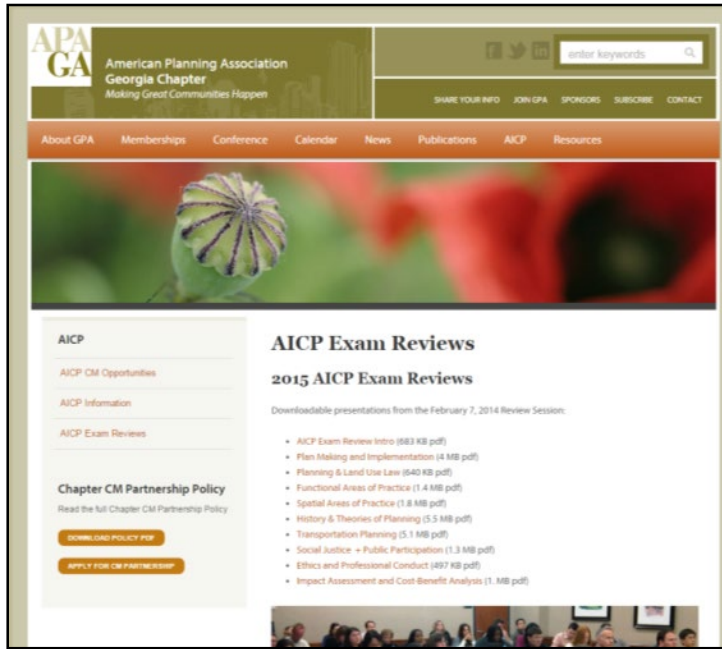 APA
GA
American Planning Association
Georgia Chapter
Making Great Communities Happen
enter keywords
SHARE YOUR INFO JOIN GPA SPONSORS SUBSCRIBE CONTACT
About GPA Memberships Conference Calendar News Publications AICP Resources
AICP
AICP CM Opportunities
AICP Information
AICP Exam Reviews
Chapter CM Partnership Policy
Read the full Chapter CM Partnership Policy
DOWNLOAD POLICY PDF
APPLY FOR CM PARTNERSHIP
AICP Exam Reviews
2015 AICP Exam Reviews
Downloadable presentations from the February 7, 2014 Review Session:
AICP Exam Review Intro (683 KB pdf)
Plan Making and Implementation (4 MB pdf)
Planning & Land Use Law (640 KB pdf)
Functional Areas of Practice (1.4 MB pdf)
Spatial Areas of Practice (1.8 MB pdf)
History & Theories of Planning (5.5 MB pdf)
Transportation Planning (5.1 MB pdf)
Social Justice + Public Participation (1.3 MB pdf)
Ethics and Professional Conduct (497 KB pdf)
Impact Assessment and Cost-Benefit Analysis (1. MB pdf)